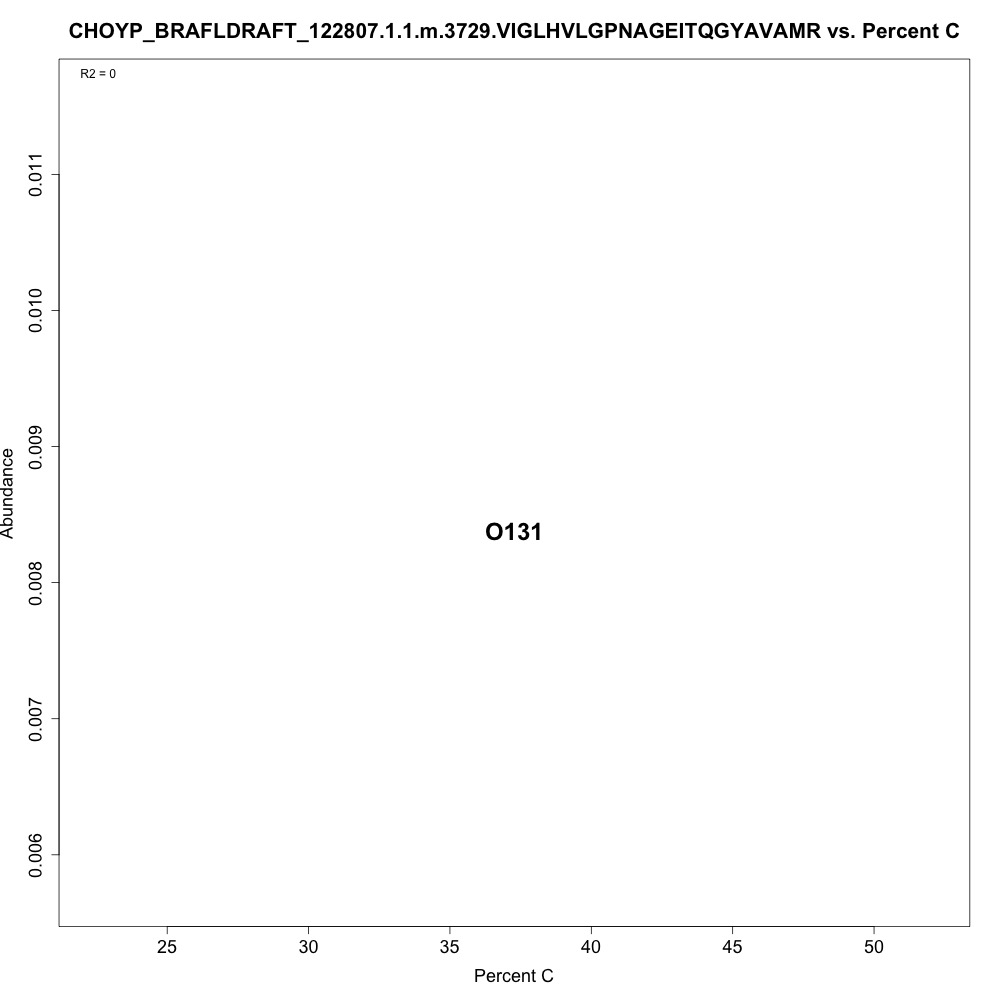 CHOYP_BRAFLDRAFT_122807.1.1.m.3729.VIGLHVLGPNAGEITQGYAVAMR vs. Percent C
R2 = 0
0.011
0.010
0.009
0.008
0.007
0.006
Abundance
O131
25 30 35 40 45 50
Percent C